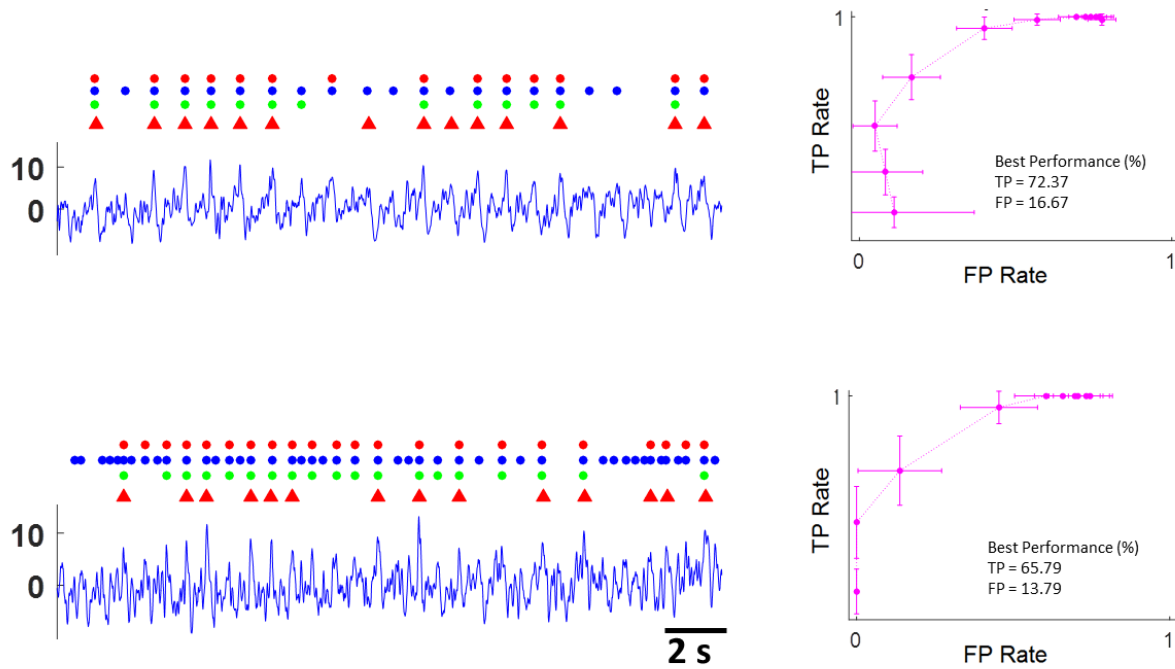 10
0
1
TP Rate
Best Performance (%)
TP = 72.37
FP = 16.67
0
1
FP Rate
10
0
2 s
1
TP Rate
Best Performance (%)
TP = 65.79
FP = 13.79
0
1
FP Rate